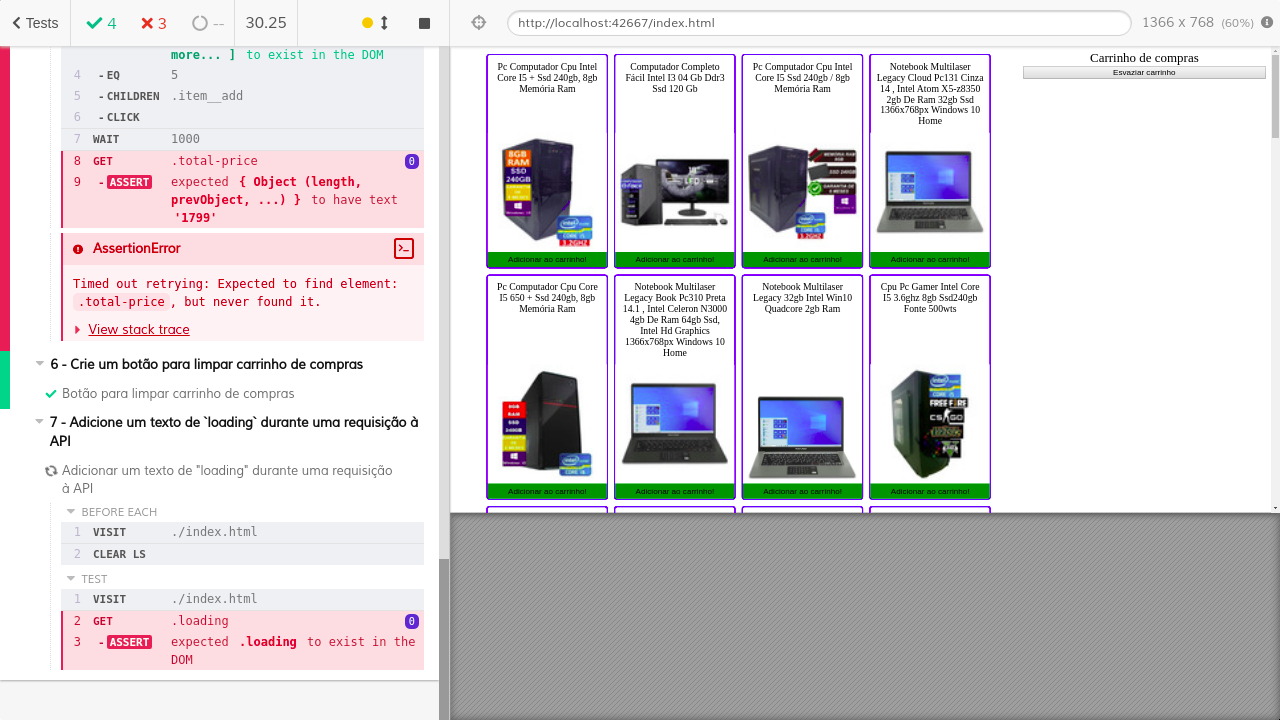 Tests
4
3
--
30.25
http://localhost:42667/index.html
1366 x 768 (60%)
more... ] to exist in the DOM
4 - EQ 5
5 - CHILDREN .item__add
6 - CLICK
7 WAIT 1000
8 GET .total-price 0
9 - ASSERT expected { Object (length,
prevObject, ...) } to have text
'1799'
AssertionError
Timed out retrying: Expected to find element:
.total-price, but never found it.
View stack trace
6 - Crie um botão para limpar carrinho de compras
Botão para limpar carrinho de compras
7 - Adicione um texto de `loading` durante uma requisição à
API
Adicionar um texto de "loading" durante uma requisição
à API
BEFORE EACH
1 VISIT ./index.html
2 CLEAR LS
TEST
1 VISIT ./index.html
2 GET .loading 0
3 - ASSERT expected .loading to exist in the
DOM
Pc Computador Cpu Intel
Core I5 + Ssd 240gb, 8gb
Memória Ram
Adicionar ao carrinho!
Computador Completo
Fácil Intel I3 04 Gb Ddr3
Ssd 120 Gb
Adicionar ao carrinho!
Pc Computador Cpu Intel
Core I5 Ssd 240gb / 8gb
Memória Ram
Adicionar ao carrinho!
Notebook Multilaser
Legacy Cloud Pc131 Cinza
14 , Intel Atom X5-z8350
2gb De Ram 32gb Ssd
1366x768px Windows 10
Home
Adicionar ao carrinho!
Pc Computador Cpu Core
I5 650 + Ssd 240gb, 8gb
Memória Ram
Adicionar ao carrinho!
Notebook Multilaser
Legacy Book Pc310 Preta
14.1 , Intel Celeron N3000
4gb De Ram 64gb Ssd,
Intel Hd Graphics
1366x768px Windows 10
Home
Adicionar ao carrinho!
Notebook Multilaser
Legacy 32gb Intel Win10
Quadcore 2gb Ram
Adicionar ao carrinho!
Cpu Pc Gamer Intel Core
I5 3.6ghz 8gb Ssd240gb
Fonte 500wts
Adicionar ao carrinho!
Carrinho de compras
Esvaziar carrinho
8GB
RAM
SSD
240GB
3.2GHZ
FREE FIRE
CS:GO